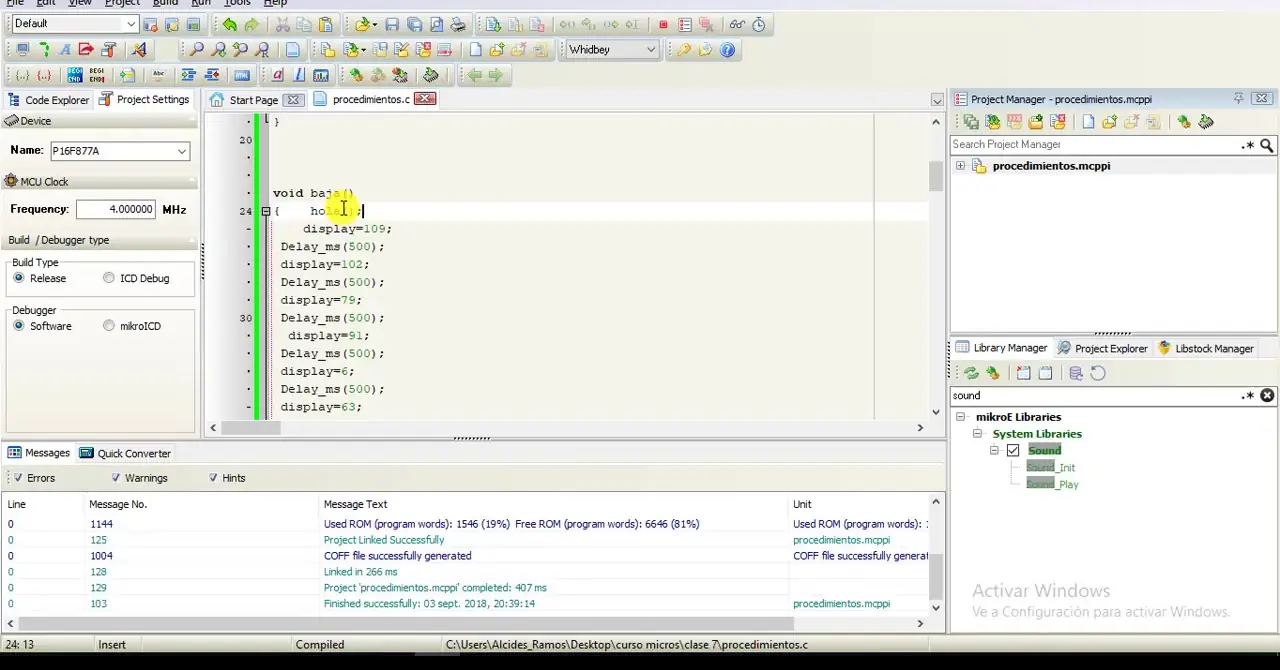 File Edit View Project Build Run Tools Help
Default
Whidbey
Code Explorer Project Settings
Start Page procedimientos.c
Project Manager - procedimientos.mcppi
Device
Name: P16F877A
MCU Clock
Frequency: 4.000000 MHz
Build / Debugger type
Build Type
Release ICD Debug
Debugger
Software mikroICD
}
20
void baja()
24 { hola();
display=109;
Delay_ms(500);
display=102;
Delay_ms(500);
display=79;
30 Delay_ms(500);
display=91;
Delay_ms(500);
display=6;
Delay_ms(500);
display=63;
Search Project Manager
procedimientos.mcppi
Library Manager Project Explorer Libstock Manager
sound
mikroE Libraries
System Libraries
Sound
Sound_Init
Sound_Play
Messages Quick Converter
Errors Warnings Hints
Line Message No. Message Text Unit
0 1144 Used ROM (program words): 1546 (19%) Free ROM (program words): 6646 (81%) Used ROM (program words):
0 125 Project Linked Successfully procedimientos.mcppi
0 1004 COFF file successfully generated COFF file successfully generat
0 128 Linked in 266 ms
0 129 Project 'procedimientos.mcppi' completed: 407 ms
0 103 Finished successfully: 03 sept. 2018, 20:39:14 procedimientos.mcppi
Activar Windows
Ve a Configuración para activar Windows.
24: 13 Insert Compiled C:\Users\Alcides_Ramos\Desktop\curso micros\clase 7\procedimientos.c